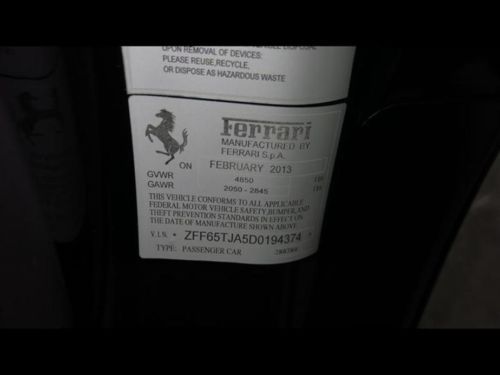 UPON REMOVAL OF DEVICES:
PLEASE REUSE, RECYCLE,
OR DISPOSE AS HAZARDOUS WASTE
Ferrari
MANUFACTURED BY
FERRARI S.p.A.
ON FEBRUARY 2013
GVWR 4650
GAWR 2050 - 2845
THIS VEHICLE CONFORMS TO ALL APPLICABLE
FEDERAL MOTOR VEHICLE SAFETY, BUMPER, AND
THEFT PREVENTION STANDARDS IN EFFECT ON
THE DATE OF MANUFACTURE SHOWN ABOVE.
V.I.N. • ZFF65TJA5D0194374 •
TYPE: PASSENGER CAR